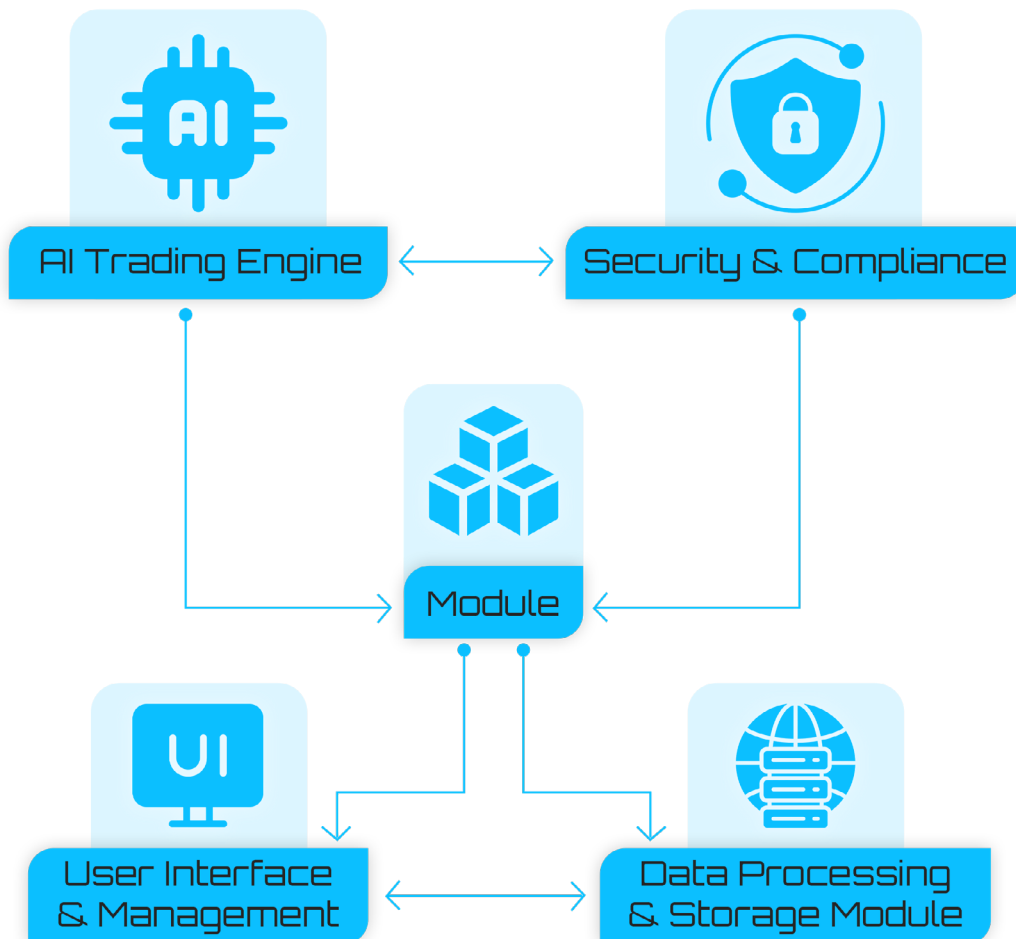 AI
AI Trading Engine
Security & Compliance
Module
UI
User Interface
& Management
Data Processing
& Storage Module